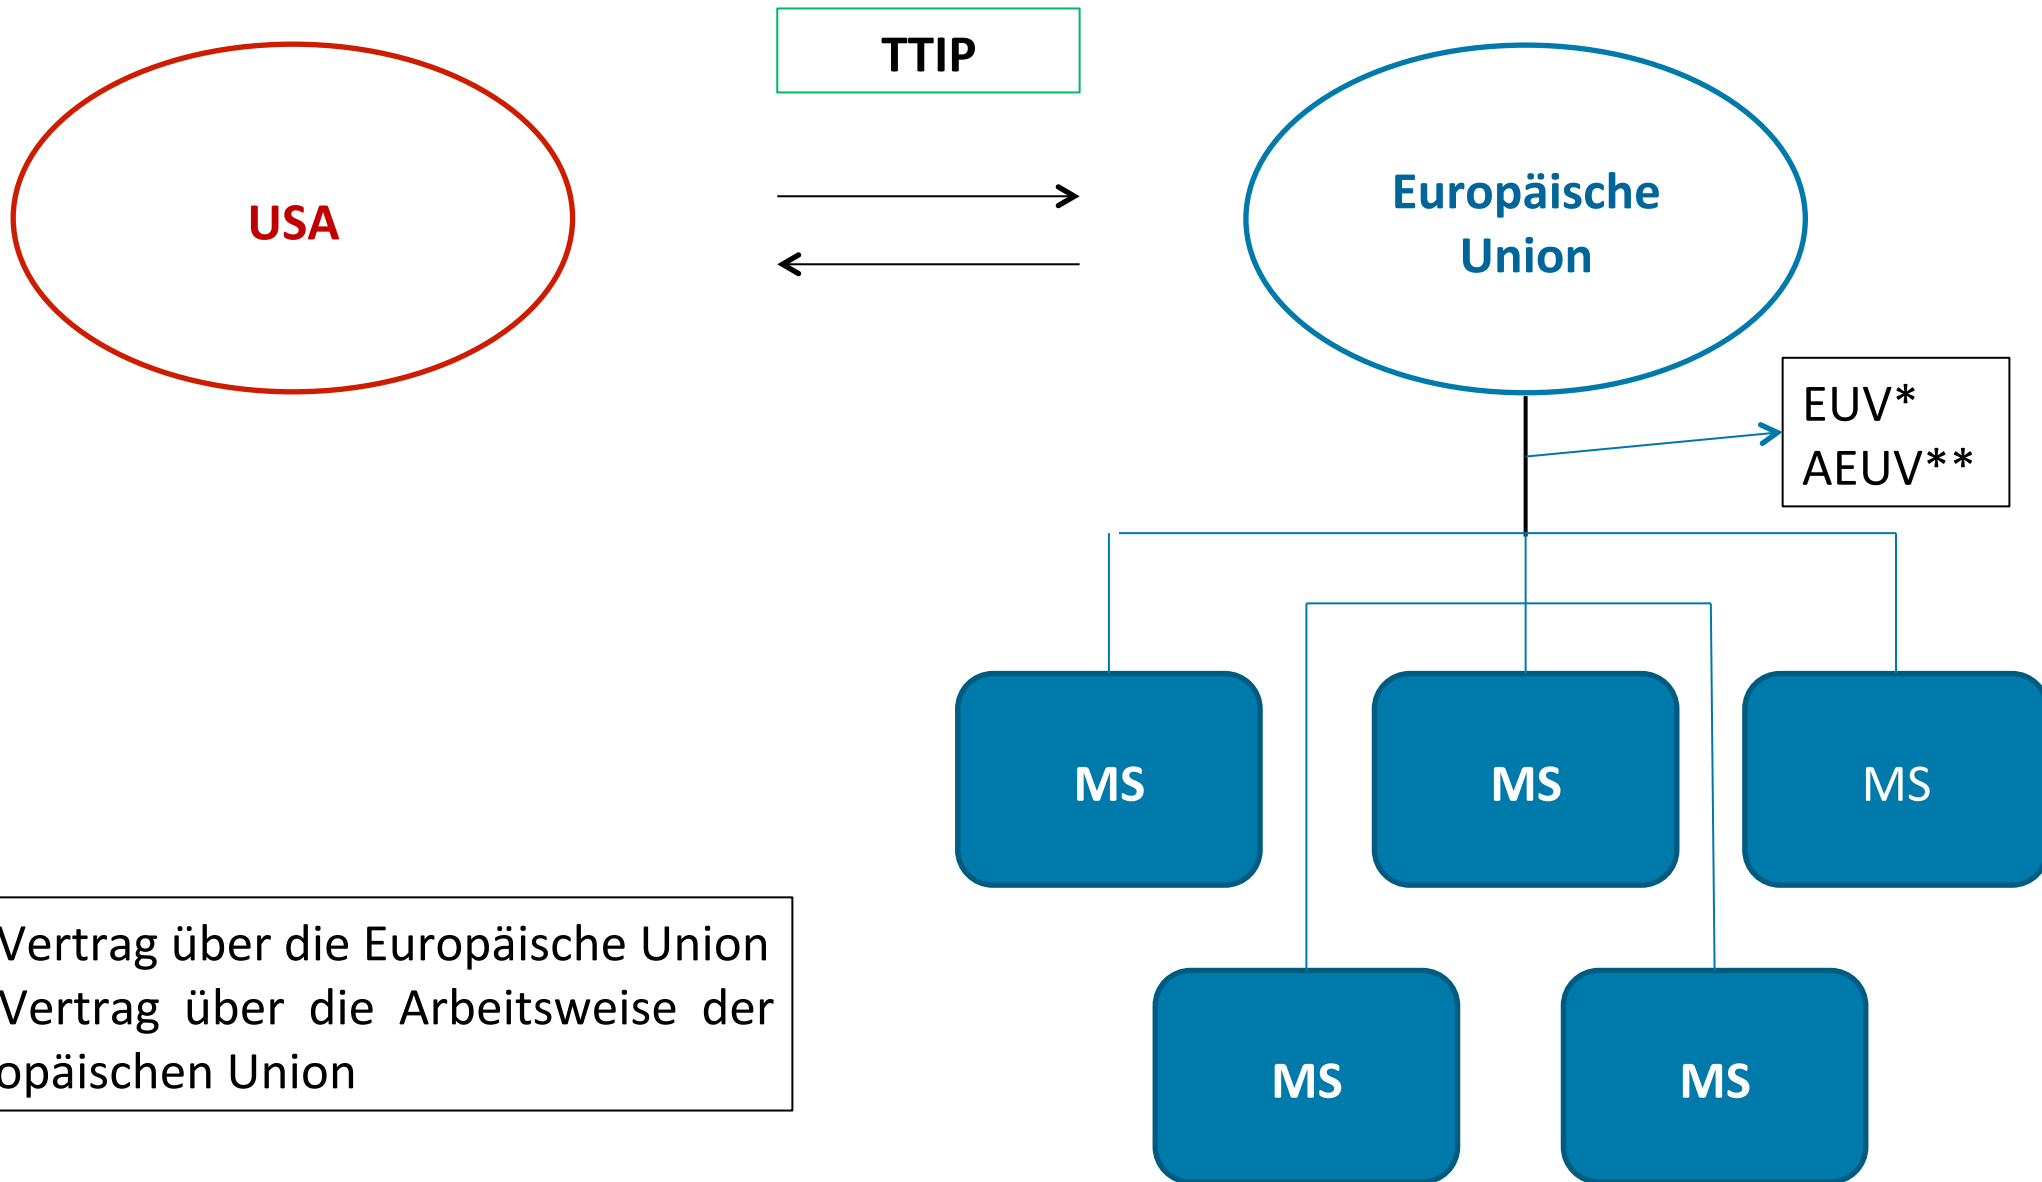 TTIP
USA
Europäische
Union
EUV*
AEUV**
MS
MS
MS
Vertrag über die Europäische Union
Vertrag über die Arbeitsweise der
opäischen Union
MS
MS